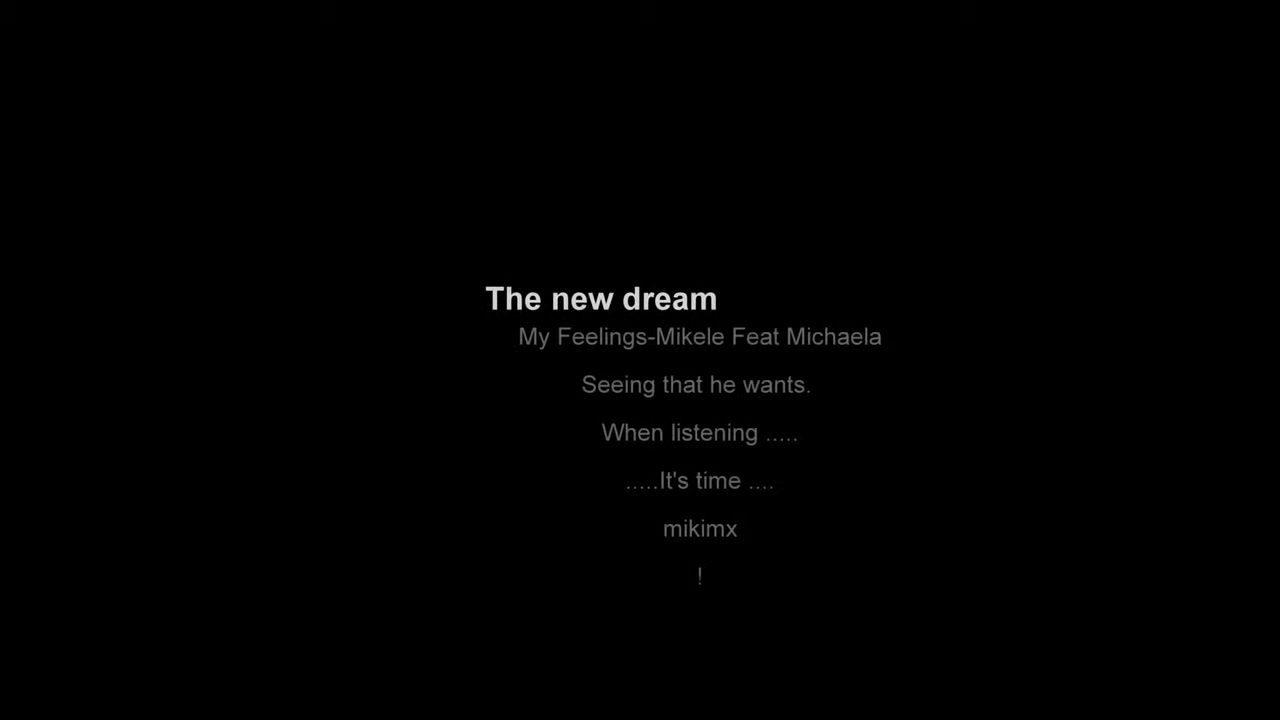 The new dream
My Feelings-Mikele Feat Michaela
Seeing that he wants.
When listening .....
.....It's time ....
mikimx
!